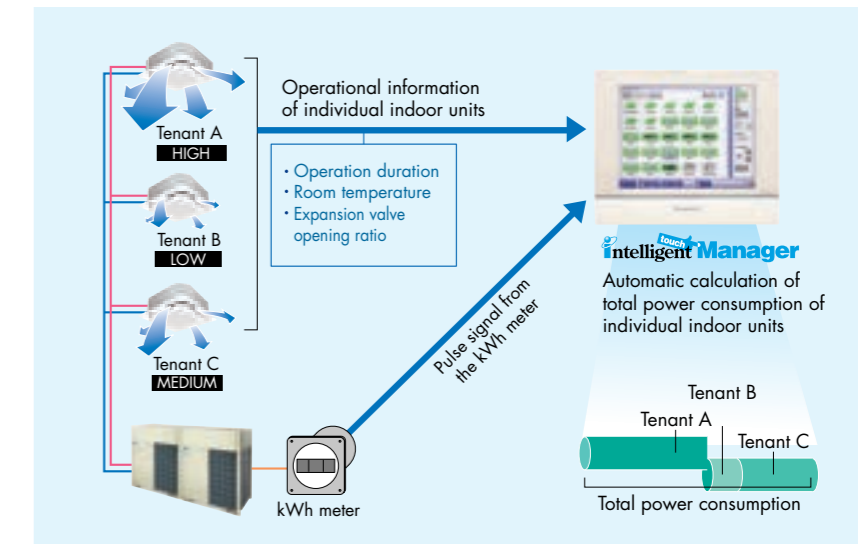 Operational information
of individual indoor units
Tenant A
HIGH
・Operation duration
・Room temperature
・Expansion valve
opening ratio
Tenant B
LOW
Tenant C
MEDIUM
Pulse signal from
the kWh meter
kWh meter
intelligent touch Manager
Automatic calculation of
total power consumption of
individual indoor units
Tenant B
Tenant A
Tenant C
Total power consumption